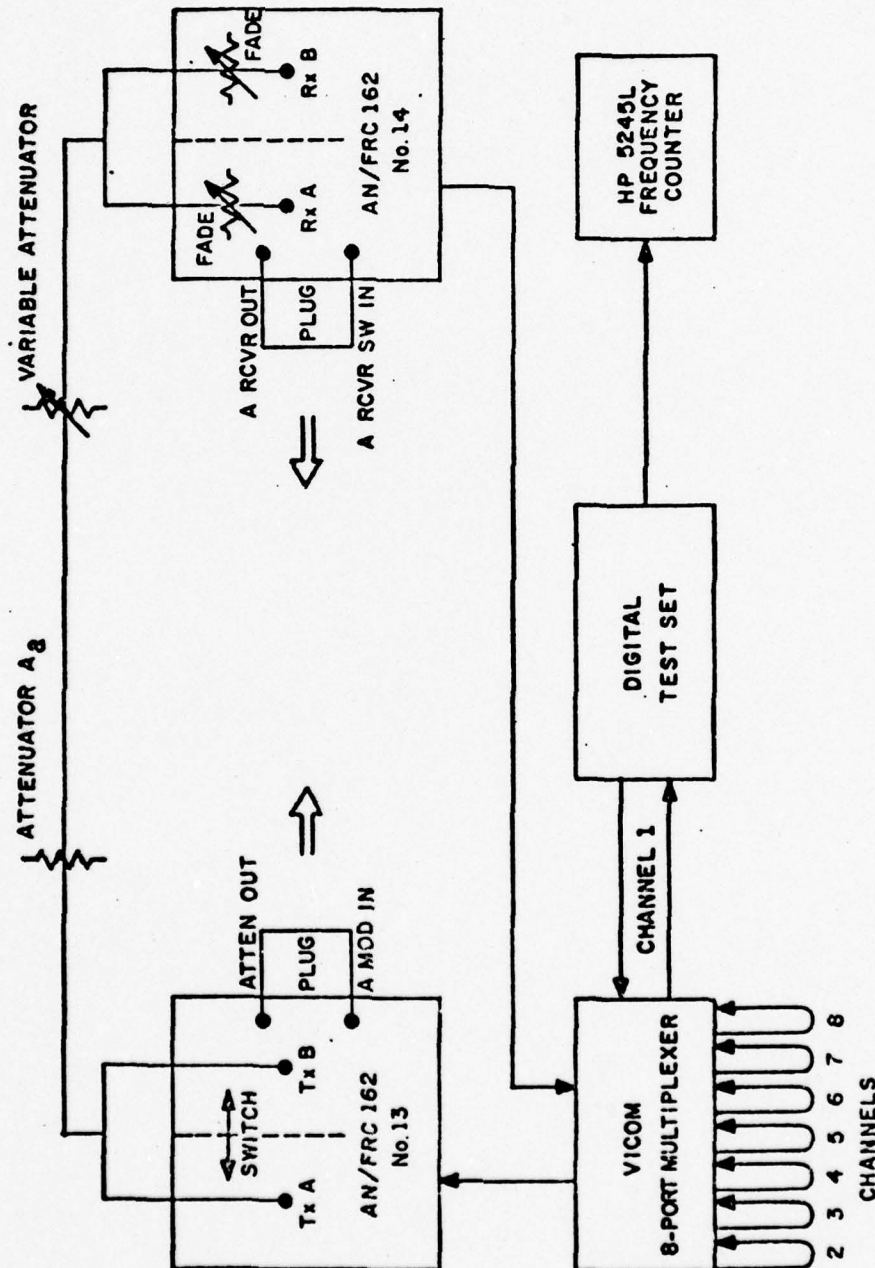 ATTENUATOR Aa
VARIABLE ATTENUATOR
SWITCH
Tx A
Tx B
AN/FRC 162
No.13
ATTEN OUT
PLUG
A MOD IN
A RCVR OUT
PLUG
A RCVR SW IN
FADE
FADE
Rx A
Rx B
AN/FRC 162
No.14
VICOM
8-PORT MULTIPLEXER
CHANNEL 1
DIGITAL
TEST SET
HP 5245L
FREQUENCY
COUNTER
2 3 4 5 6 7 8
CHANNELS